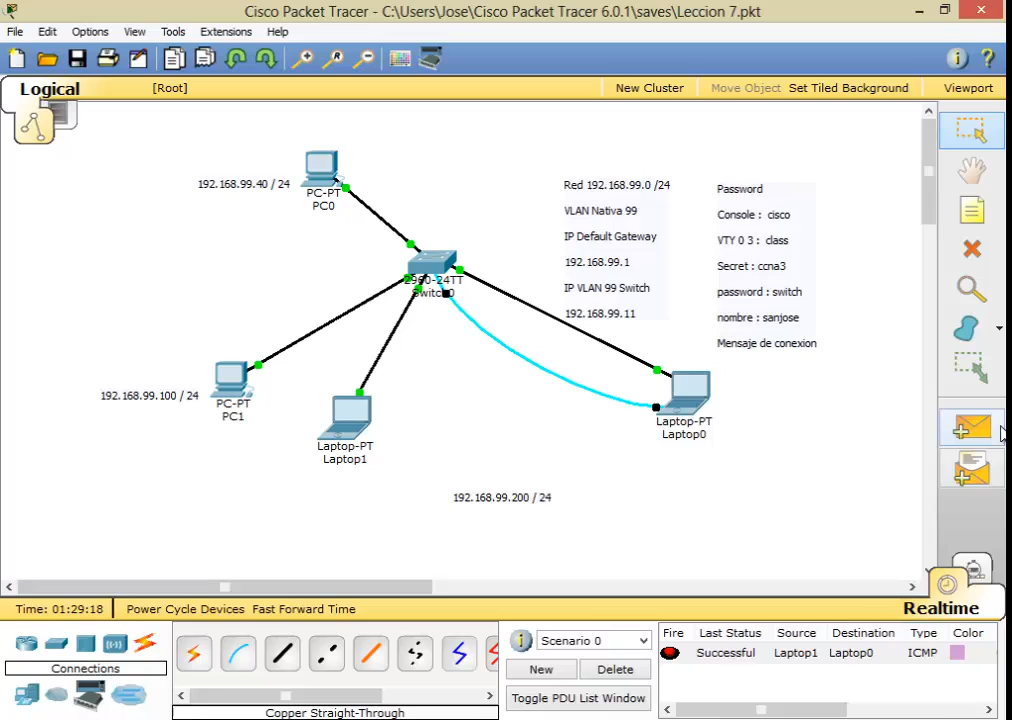 Cisco Packet Tracer - C:\Users\Jose\Cisco Packet Tracer 6.0.1\saves\Leccion 7.pkt
File Edit Options View Tools Extensions Help
Logical [Root] New Cluster Move Object Set Tiled Background Viewport
192.168.99.40 / 24
PC-PT
PC0
Red 192.168.99.0 /24
VLAN Nativa 99
IP Default Gateway
192.168.99.1
IP VLAN 99 Switch
192.168.99.11
Password
Console : cisco
VTY 0 3 : class
Secret : ccna3
password : switch
nombre : sanjose
Mensaje de conexion
2960-24TT
Switch0
192.168.99.100 / 24
PC-PT
PC1
Laptop-PT
Laptop1
Laptop-PT
Laptop0
192.168.99.200 / 24
Time: 01:29:18 Power Cycle Devices Fast Forward Time
Realtime
Connections
Copper Straight-Through
Scenario 0
New Delete
Toggle PDU List Window
Fire Last Status Source Destination Type Color
Successful Laptop1 Laptop0 ICMP